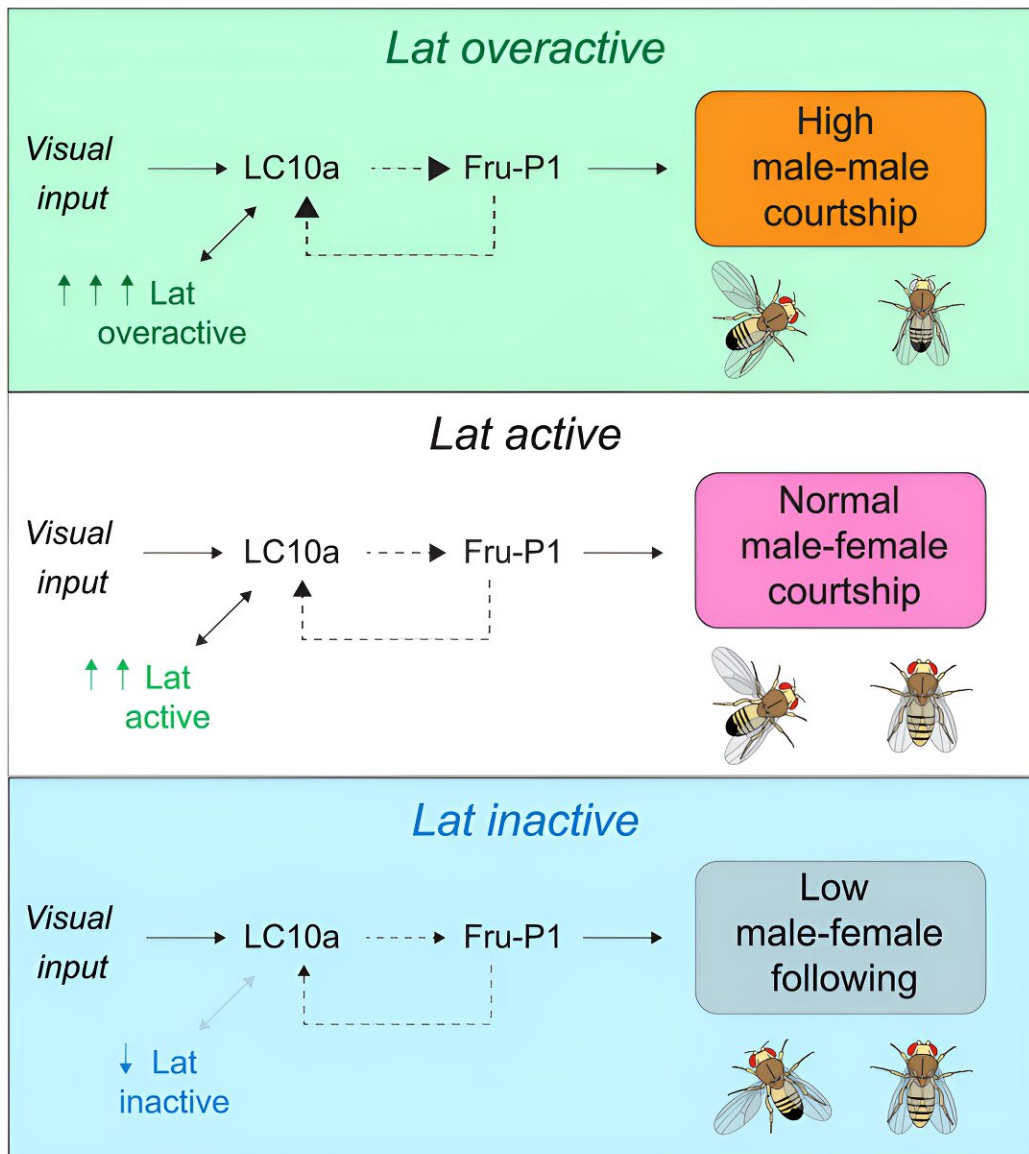 Lat overactive
Visual
input
LC10a
Fru-P1
High
male-male
courtship
↑ ↑ ↑ Lat
overactive
Lat active
Visual
input
LC10a
Fru-P1
Normal
male-female
courtship
↑ ↑ Lat
active
Lat inactive
Visual
input
LC10a
Fru-P1
Low
male-female
following
↓ Lat
inactive